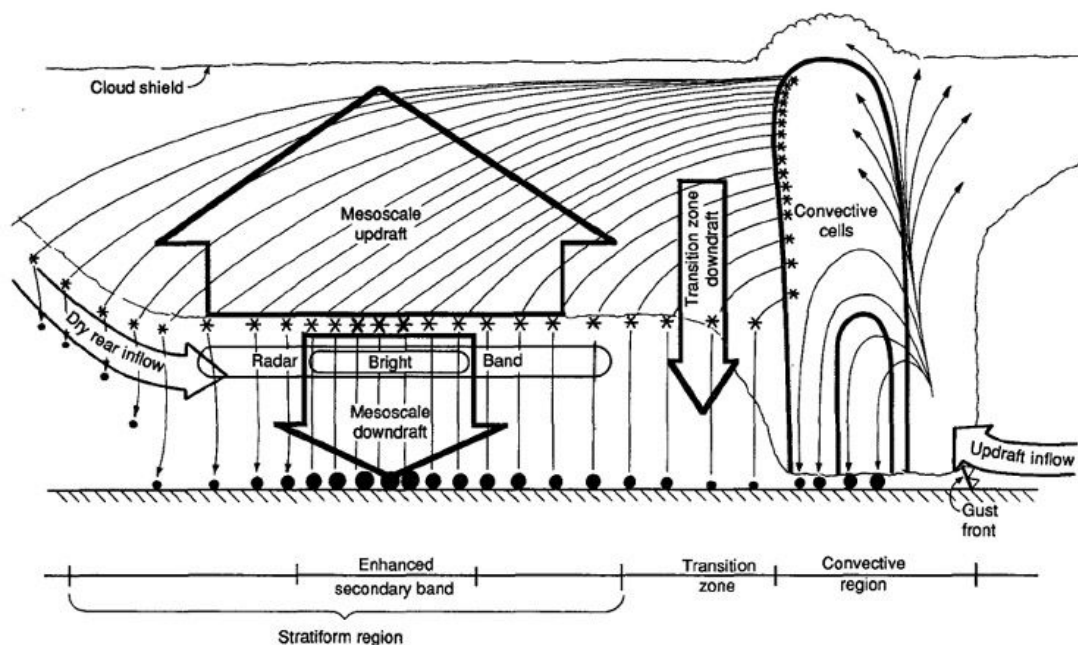 Cloud shield
Mesoscale
updraft
Transition zone
downdraft
Convective
cells
Dry rear inflow
Radar Bright Band
Mesoscale
downdraft
Updraft inflow
Gust
front
Enhanced
secondary band
Transition
zone
Convective
region
Stratiform region